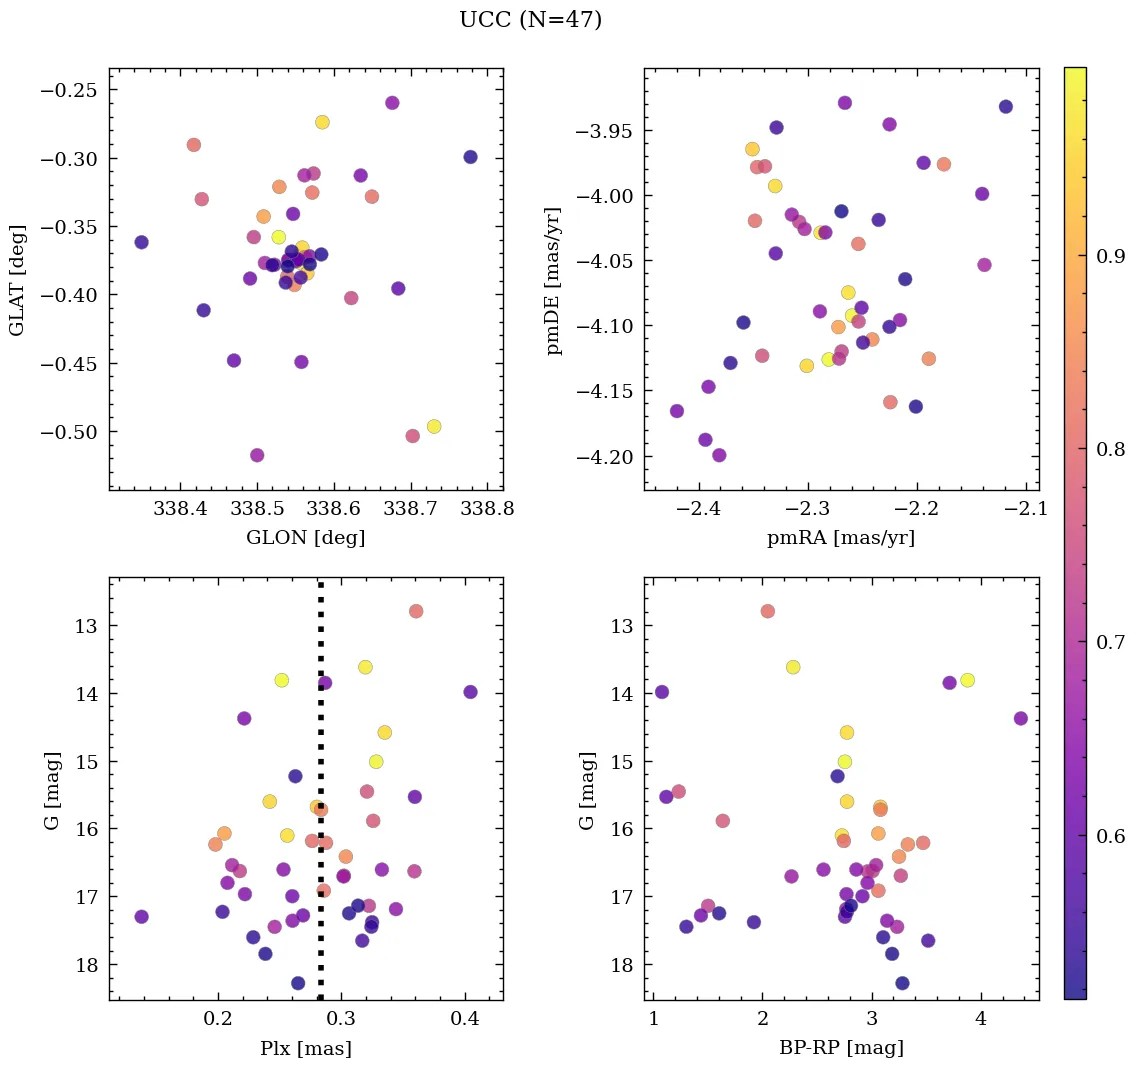 UCC (N=47)
−0.25
−0.30
−0.35
−0.40
−0.45
−0.50
GLAT [deg]
338.4 338.5 338.6 338.7 338.8
GLON [deg]
−3.95
−4.00
−4.05
−4.10
−4.15
−4.20
pmDE [mas/yr]
−2.4 −2.3 −2.2 −2.1
pmRA [mas/yr]
0.9
0.8
0.7
0.6
13
14
15
16
17
18
G [mag]
0.2 0.3 0.4
Plx [mas]
13
14
15
16
17
18
G [mag]
1 2 3 4
BP-RP [mag]